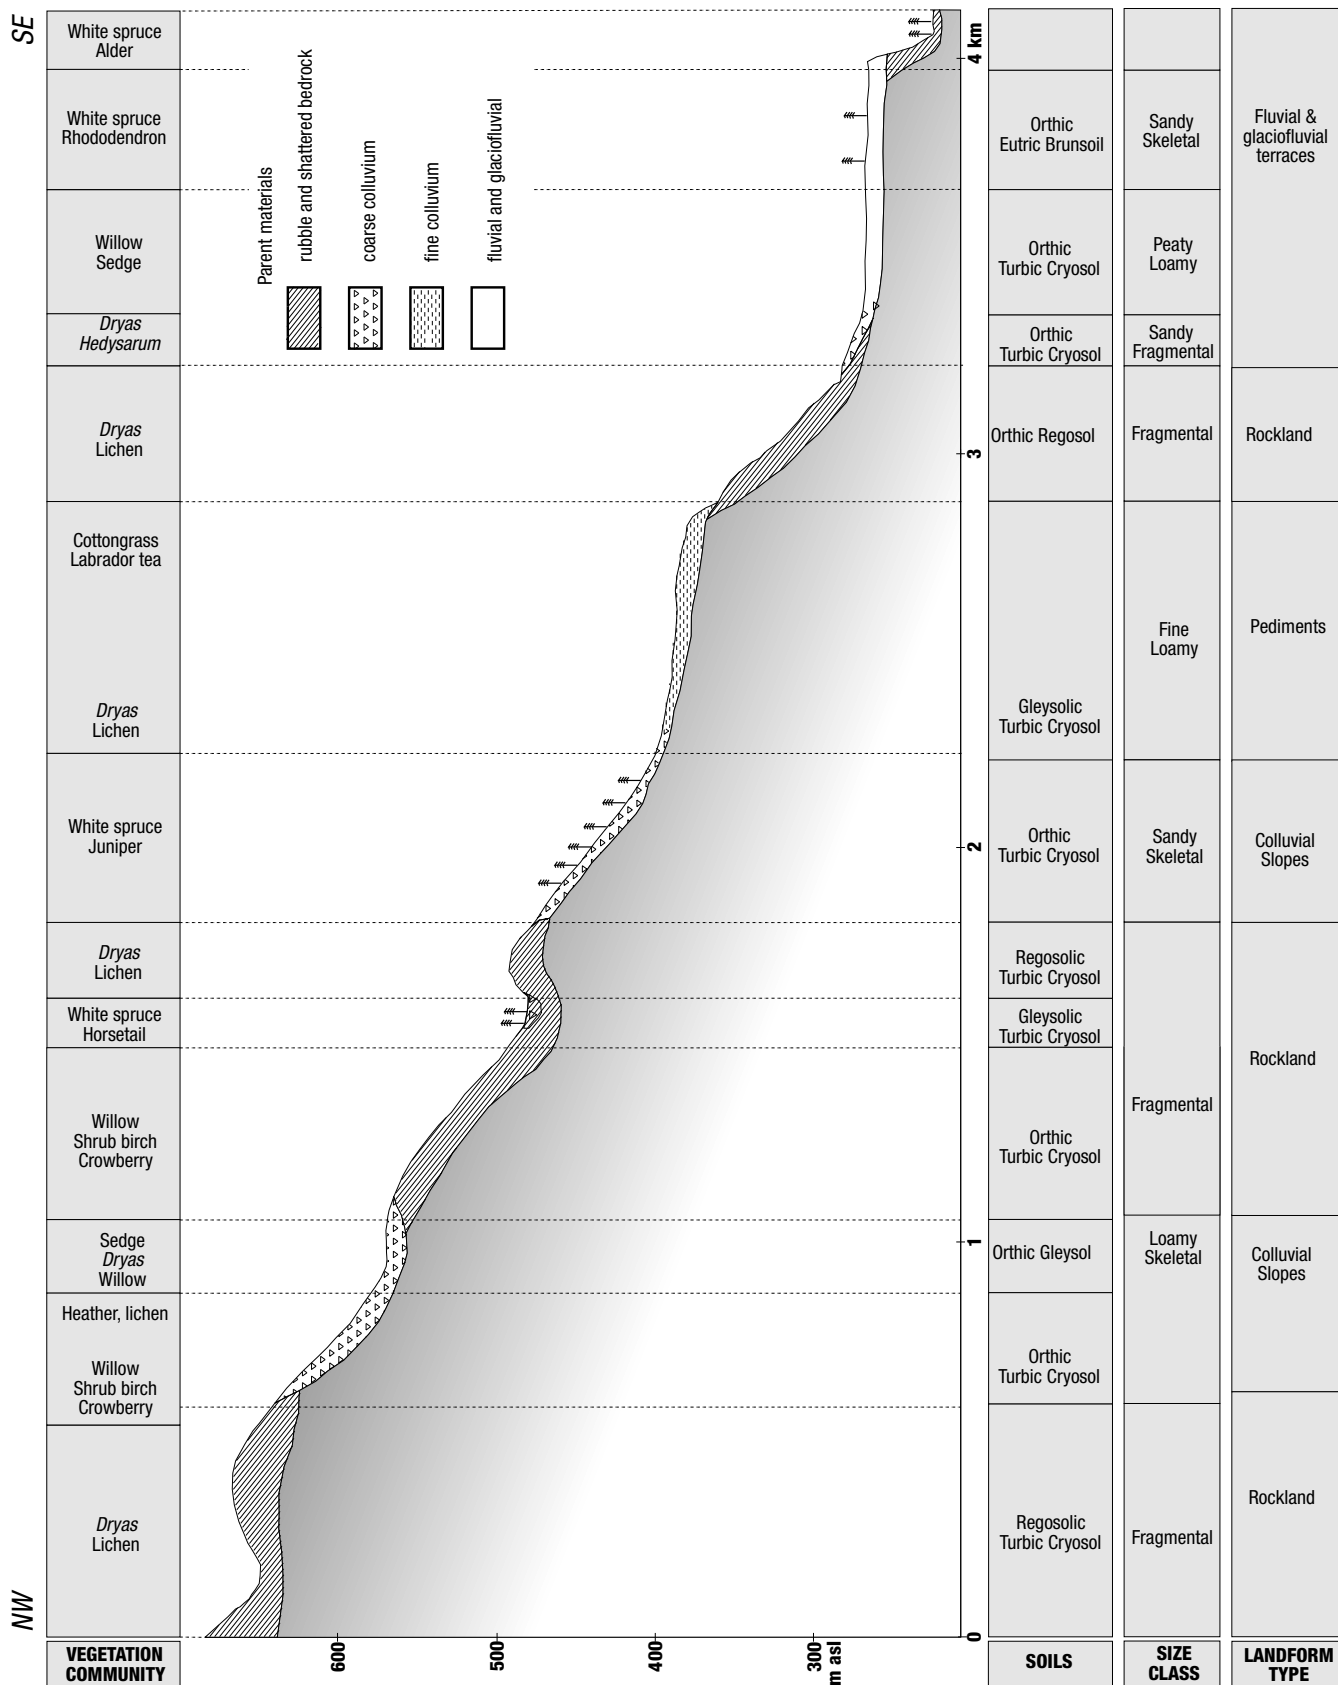 SE
NW
White spruce
Alder
White spruce
Rhododendron
Willow
Sedge
Dryas
Hedysarum
Dryas
Lichen
Cottongrass
Labrador tea
Dryas
Lichen
White spruce
Juniper
Dryas
Lichen
White spruce
Horsetail
Willow
Shrub birch
Crowberry
Sedge
Dryas
Willow
Heather, lichen
Willow
Shrub birch
Crowberry
Dryas
Lichen
VEGETATION
COMMUNITY
Parent materials
rubble and shattered bedrock
coarse colluvium
fine colluvium
fluvial and glaciofluvial
600
500
400
300
m asl
4 km
3
2
1
0
Orthic
Eutric Brunsoil
Orthic
Turbic Cryosol
Orthic
Turbic Cryosol
Orthic Regosol
Gleysolic
Turbic Cryosol
Orthic
Turbic Cryosol
Regosolic
Turbic Cryosol
Gleysolic
Turbic Cryosol
Orthic
Turbic Cryosol
Orthic Gleysol
Orthic
Turbic Cryosol
Regosolic
Turbic Cryosol
SOILS
Sandy
Skeletal
Peaty
Loamy
Sandy
Fragmental
Fragmental
Fine
Loamy
Sandy
Skeletal
Fragmental
Loamy
Skeletal
Fragmental
SIZE
CLASS
Fluvial &
glaciofluvial
terraces
Rockland
Pediments
Colluvial
Slopes
Rockland
Colluvial
Slopes
Rockland
LANDFORM
TYPE